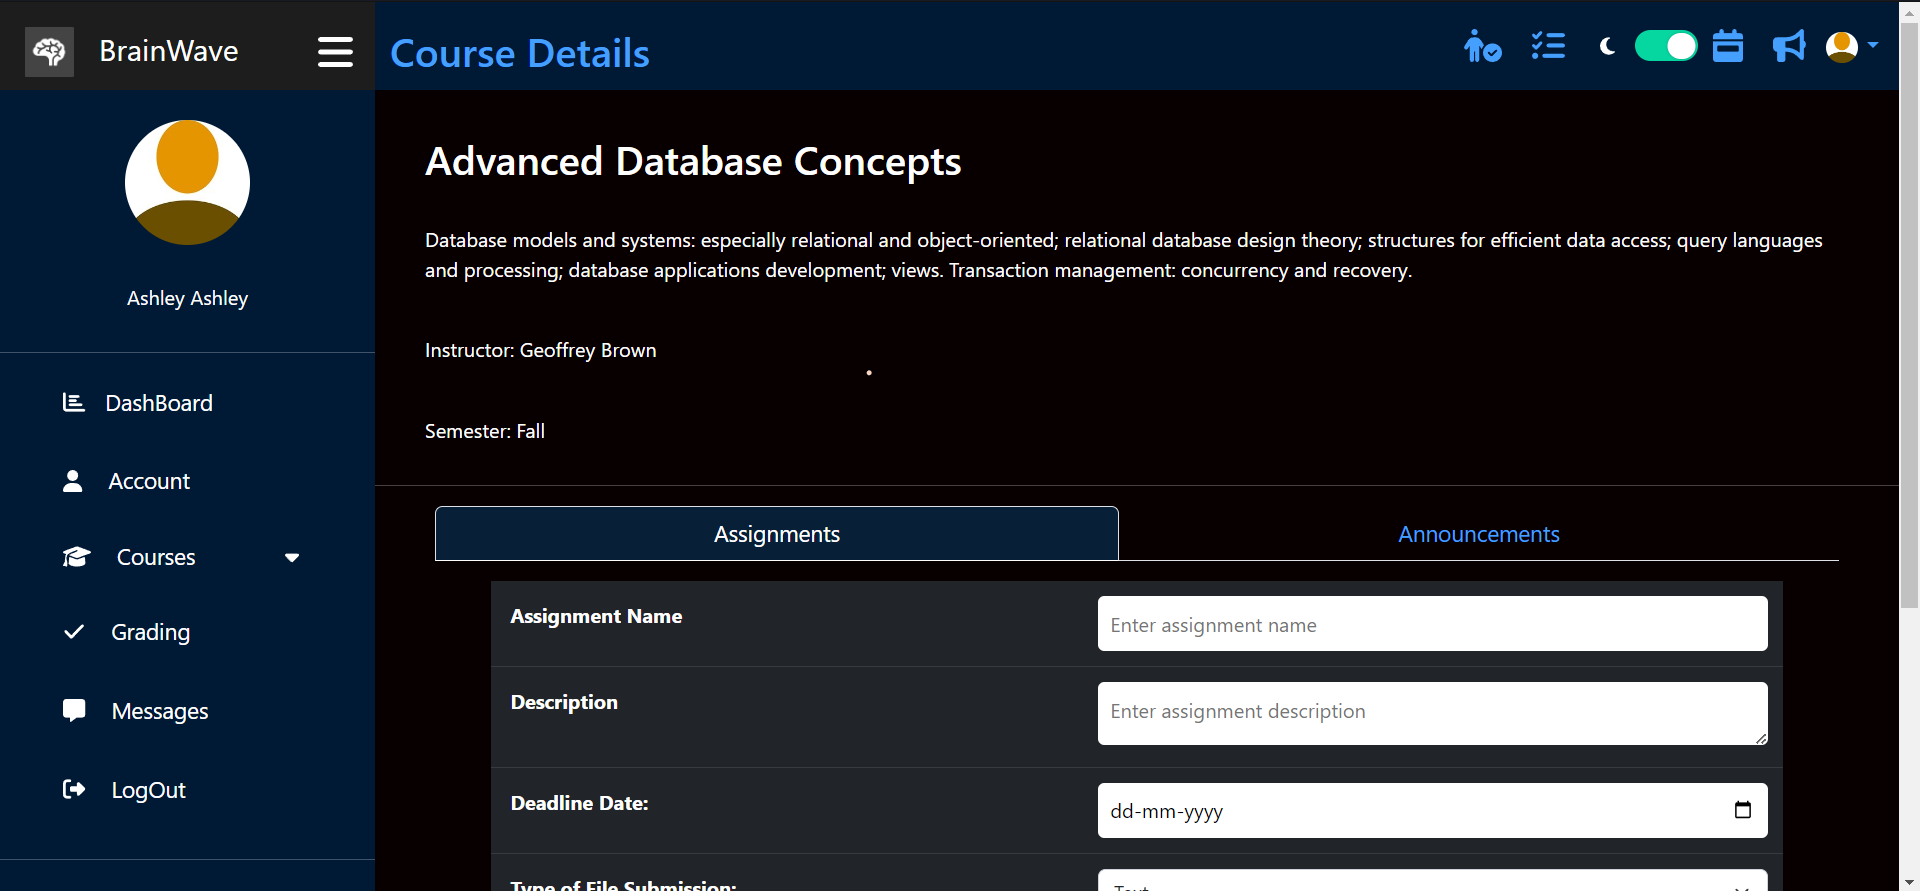 BrainWave
Course Details
Ashley Ashley
DashBoard
Account
Courses
Grading
Messages
LogOut
Advanced Database Concepts
Database models and systems: especially relational and object-oriented; relational database design theory; structures for efficient data access; query languages
and processing; database applications development; views. Transaction management: concurrency and recovery.
Instructor: Geoffrey Brown
Semester: Fall
Assignments
Announcements
Assignment Name
Enter assignment name
Description
Enter assignment description
Deadline Date:
dd-mm-yyyy
Type of File Submission:
Text